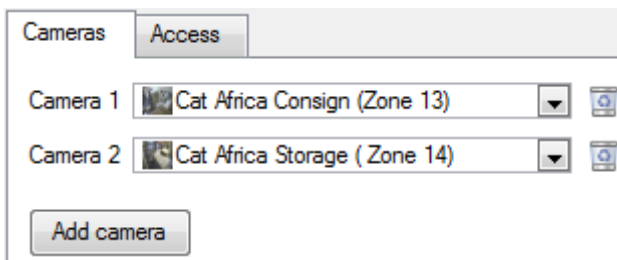 Cameras Access
Camera 1 Cat Africa Consign (Zone 13)
Camera 2 Cat Africa Storage ( Zone 14)
Add camera